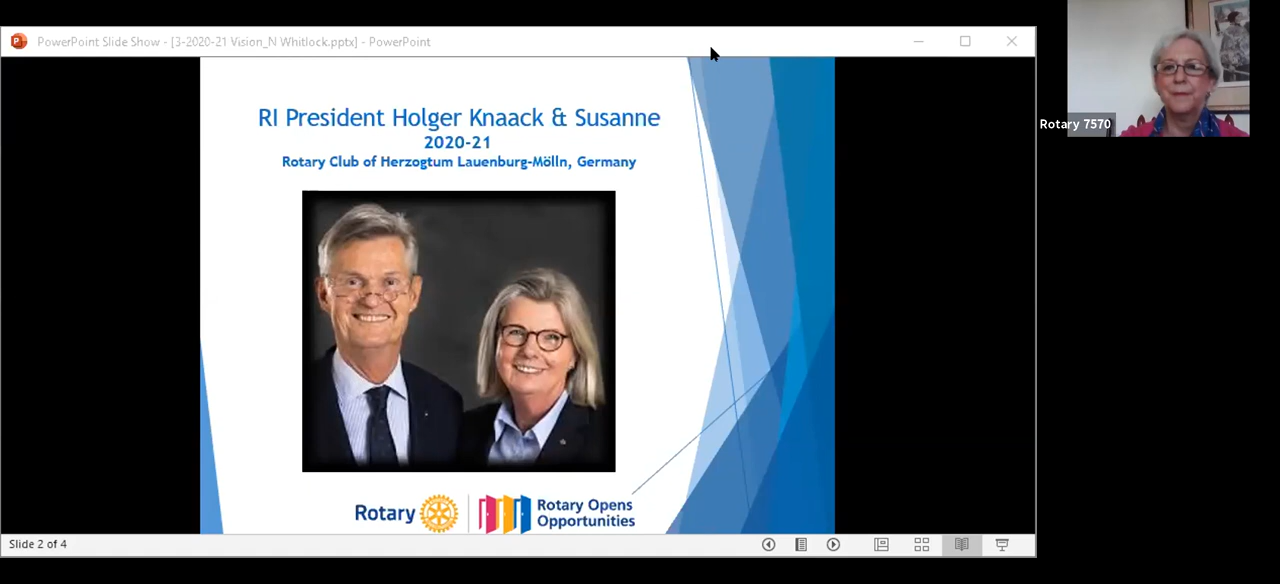 PowerPoint Slide Show - [3-2020-21 Vision_N Whitlock.pptx] - PowerPoint
RI President Holger Knaack & Susanne
2020-21
Rotary Club of Herzogtum Lauenburg-Mölln, Germany
Rotary
Rotary Opens
Opportunities
Slide 2 of 4
Rotary 7570